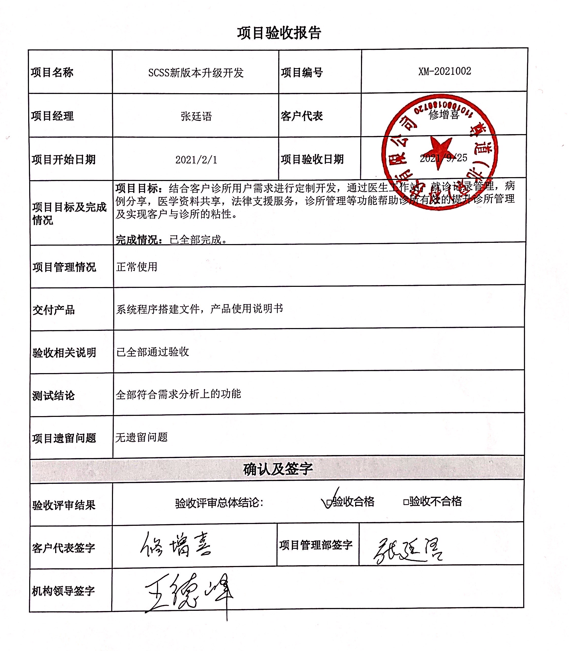 项目验收报告
项目名称 SCSS新版本升级开发 项目编号 XM-2021002
项目经理 张廷语 客户代表 修增喜
项目开始日期 2021/2/1 项目验收日期 2021/9/25
项目目标及完成情况
项目目标：结合客户诊所用户需求进行定制开发，通过医生工作站，就诊记录管理，病
例分享，医学资料共享，法律支援服务，诊所管理等功能帮助诊所有效的提升诊所管理
及实现客户与诊所的粘性。
完成情况：已全部完成。
项目管理情况 正常使用
交付产品 系统程序搭建文件，产品使用说明书
验收相关说明 已全部通过验收
测试结论 全部符合需求分析上的功能
项目遗留问题 无遗留问题
确认及签字
验收评审结果 验收评审总体结论： ☑验收合格 □验收不合格
客户代表签字 修增喜 项目管理部签字 张廷语
机构领导签字 王德峰